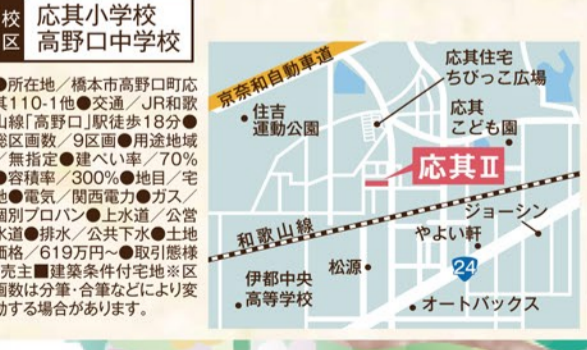 校区
応其小学校
高野口中学校
●所在地／橋本市高野口町応
其110-1他●交通／JR和歌
山線「高野口」駅徒歩18分●
総区画数／9区画●用途地域
／無指定●建ぺい率／70%
●容積率／300%●地目／宅
地●電気／関西電力●ガス／
個別プロパン●上水道／公営
水道●排水／公共下水●土地
価格／619万円～●取引態様
／売主■建築条件付宅地※区
画数は分筆・合筆などにより変
動する場合があります。
京奈和自動車道
応其住宅
ちびっこ広場
住吉
運動公園
応其
こども園
応其Ⅱ
和歌山線
ジョーシン
やよい軒
24
松源
伊都中央
高等学校
オートバックス